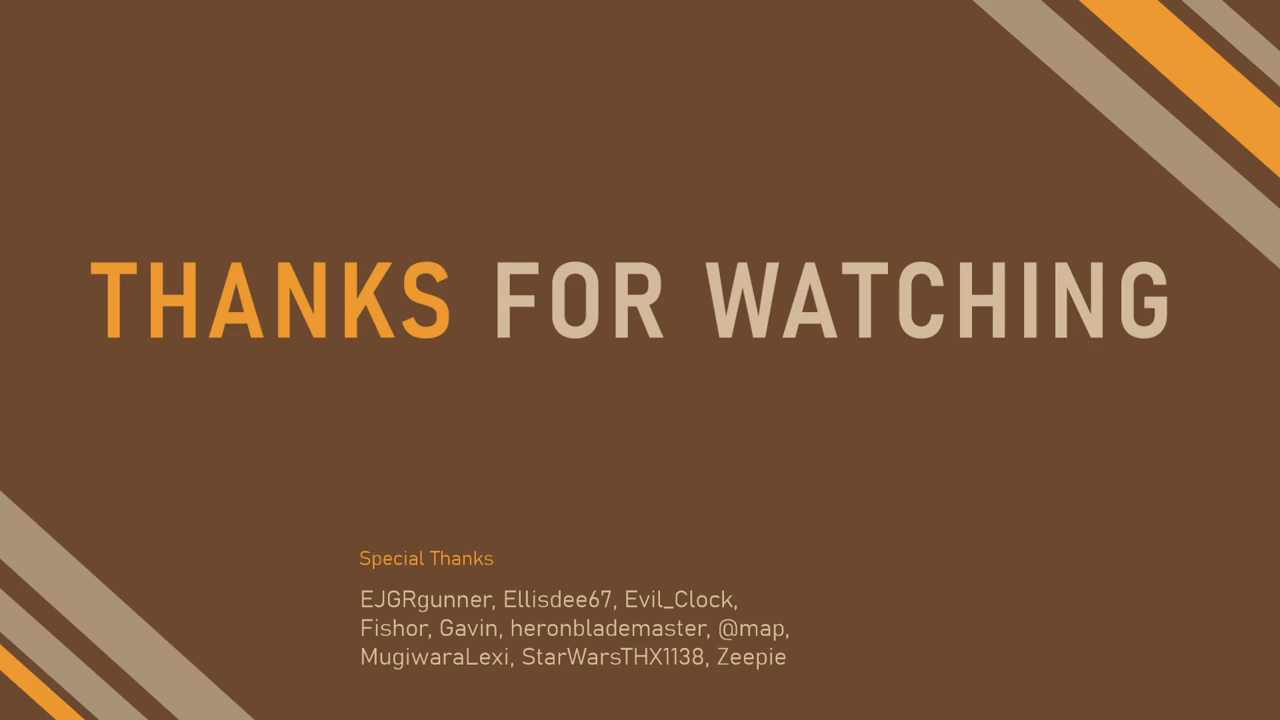 THANKS FOR WATCHING
Special Thanks
EJGRgunner, Ellisdee67, Evil_Clock,
Fishor, Gavin, heronblademaster, @map,
MugiwaraLexi, StarWarsTHX1138, Zeepie